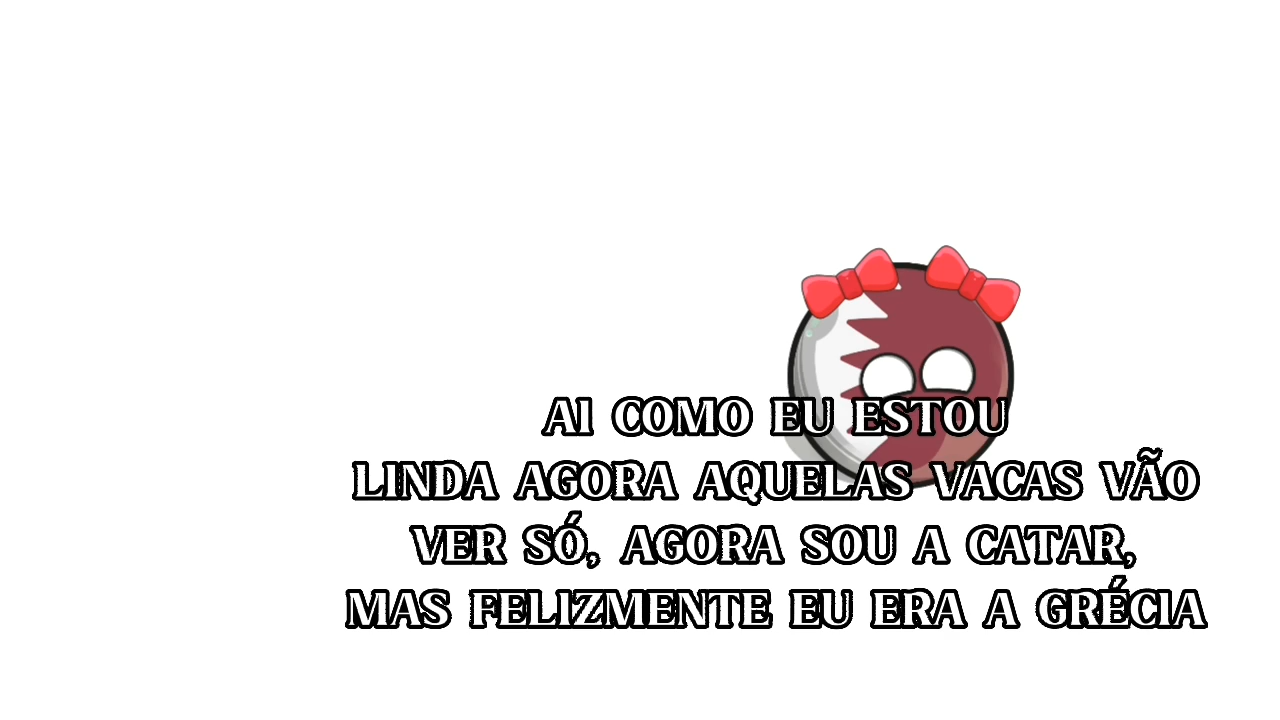 AI COMO EU ESTOU
LINDA AGORA AQUELAS VACAS VÃO
VER SÓ, AGORA SOU A CATAR,
MAS FELIZMENTE EU ERA A GRÉCIA